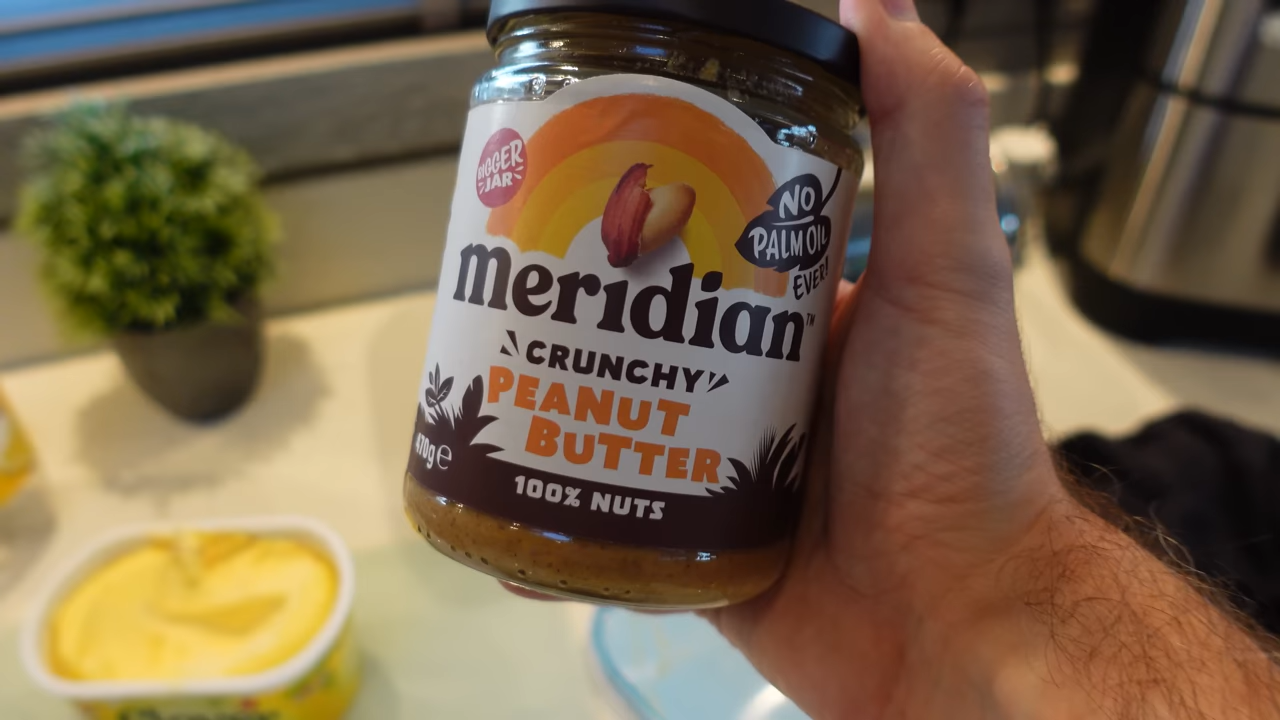 BIGGER
JAR
NO
PALM OIL
EVER!
meridian™
CRUNCHY
PEANUT
BUTTER
470g℮
100% NUTS